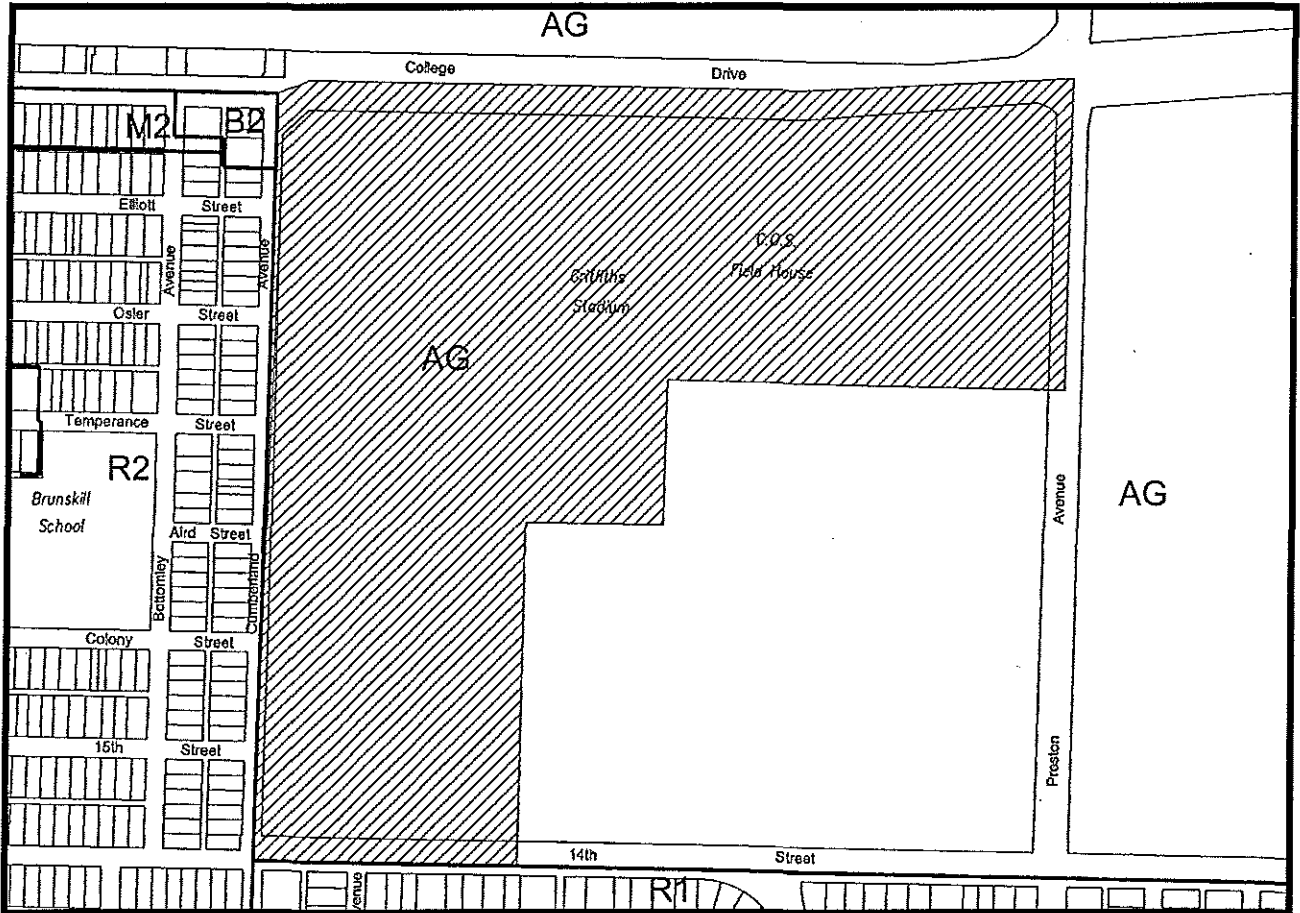 AG
College Drive
M2 B2
Elliott Street
Avenue
Avenue
C.O.S.
Field House
Griffiths
Stadium
Osler Street
AG
Temperance Street
R2
Brunskill
School
AG
Avenue
Aird Street
Bottomley
Cumberland
Colony Street
15th Street
Preston
14th Street
R1
venue